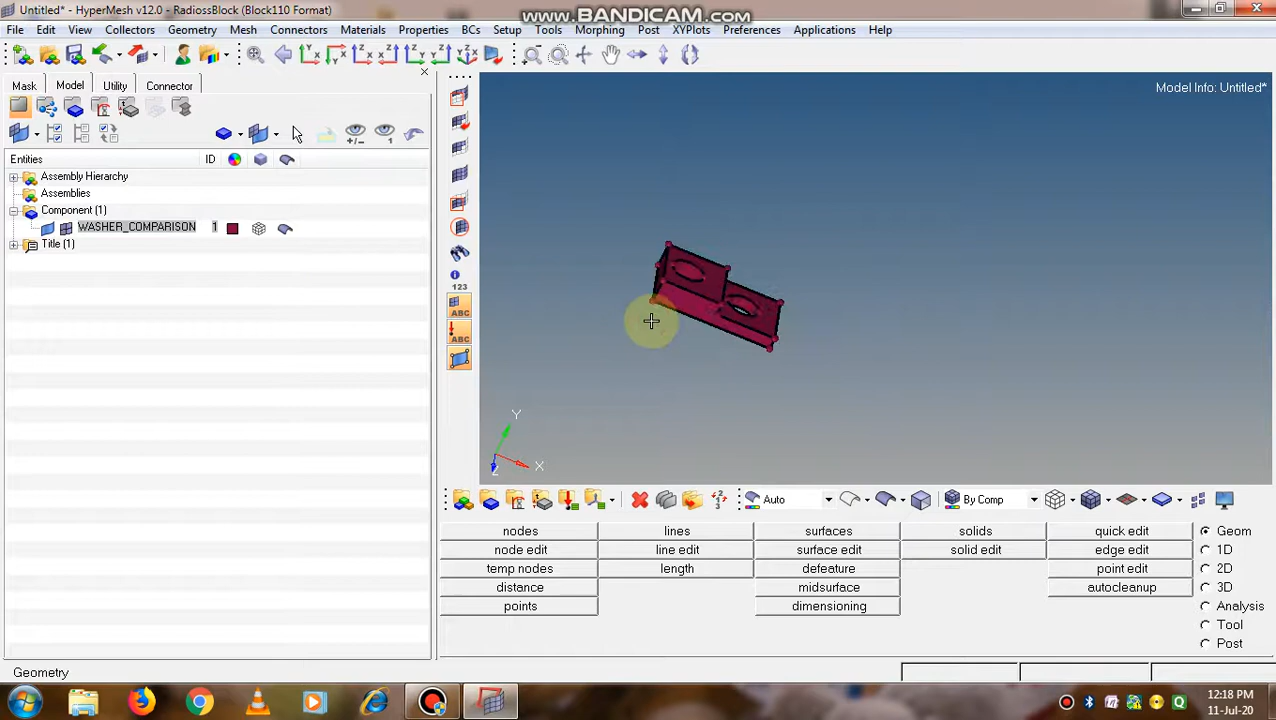 Untitled* - HyperMesh v12.0 - RadiossBlock (Block110 Format)
www.BANDICAM.com
File Edit View Collectors Geometry Mesh Connectors Materials Properties BCs Setup Tools Morphing Post XYPlots Preferences Applications Help
Mask Model Utility Connector
Model Info: Untitled*
Entities ID
Assembly Hierarchy
Assemblies
Component (1)
WASHER_COMPARISON 1
Title (1)
123
ABC
ABC
Y
X
Z
Auto
By Comp
nodes lines surfaces solids quick edit Geom
node edit line edit surface edit solid edit edge edit 1D
temp nodes length defeature point edit 2D
distance midsurface autocleanup 3D
points dimensioning Analysis
Tool
Post
Geometry
12:18 PM
11-Jul-20